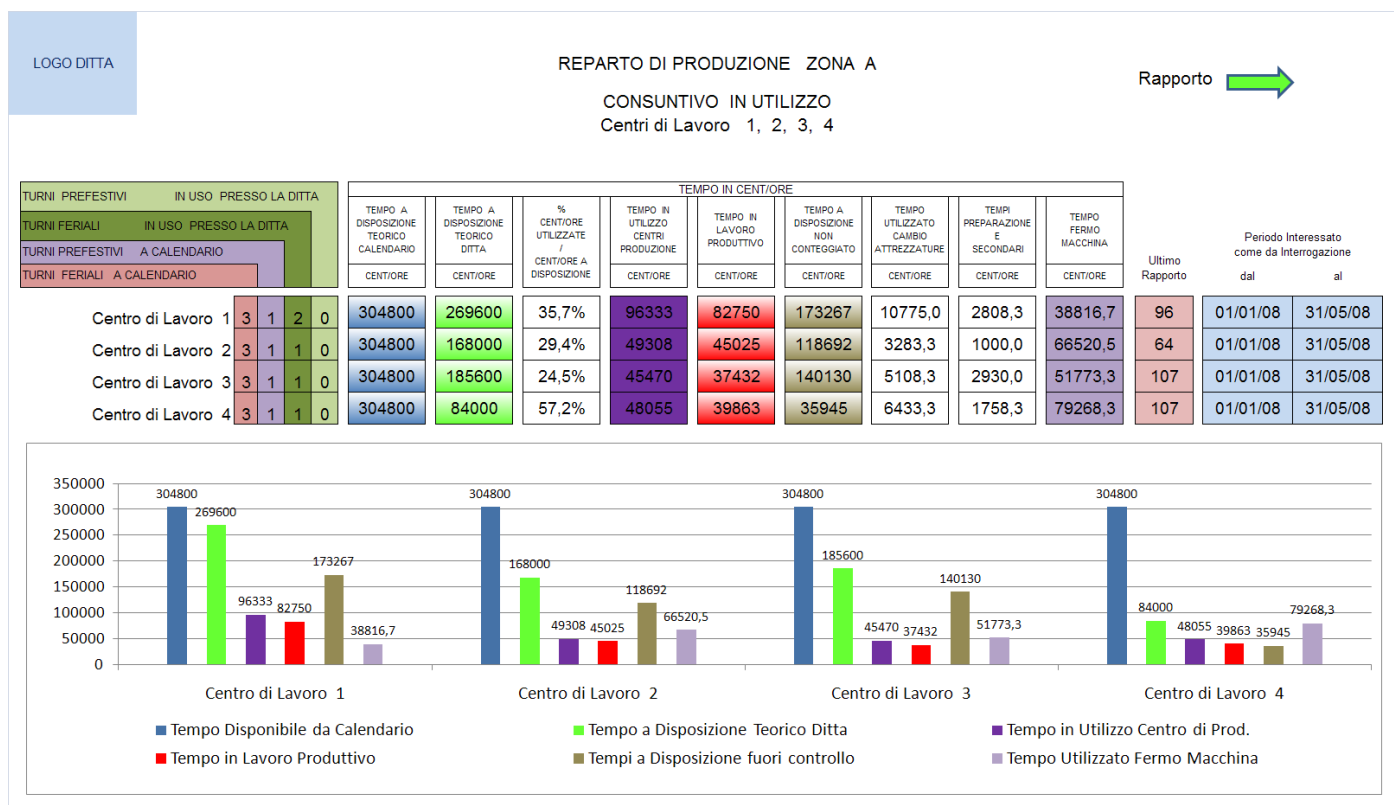 LOGO DITTA
REPARTO DI PRODUZIONE ZONA A
Rapporto
CONSUNTIVO IN UTILIZZO
Centri di Lavoro 1, 2, 3, 4
TURNI PREFESTIVI IN USO PRESSO LA DITTA
TURNI FERIALI IN USO PRESSO LA DITTA
TURNI PREFESTIVI A CALENDARIO
TURNI FERIALI A CALENDARIO
TEMPO IN CENT/ORE
TEMPO A
DISPOSIZIONE
TEORICO
CALENDARIO
CENT/ORE
TEMPO A
DISPOSIZIONE
TEORICO
DITTA
CENT/ORE
%
CENT/ORE
UTILIZZATE
/
CENT/ORE A
DISPOSIZIONE
TEMPO IN
UTILIZZO
CENTRI
PRODUZIONE
CENT/ORE
TEMPO IN
LAVORO
PRODUTTIVO
CENT/ORE
TEMPO A
DISPOSIZIONE
NON
CONTEGGIATO
CENT/ORE
TEMPO
UTILIZZATO
CAMBIO
ATTREZZATURE
CENT/ORE
TEMPI
PREPARAZIONE
E
SECONDARI
CENT/ORE
TEMPO
FERMO
MACCHINA
CENT/ORE
Ultimo
Rapporto
Periodo Interessato
come da Interrogazione
dal al
Centro di Lavoro 1 3 1 2 0 304800 269600 35,7% 96333 82750 173267 10775,0 2808,3 38816,7 96 01/01/08 31/05/08
Centro di Lavoro 2 3 1 1 0 304800 168000 29,4% 49308 45025 118692 3283,3 1000,0 66520,5 64 01/01/08 31/05/08
Centro di Lavoro 3 3 1 1 0 304800 185600 24,5% 45470 37432 140130 5108,3 2930,0 51773,3 107 01/01/08 31/05/08
Centro di Lavoro 4 3 1 1 0 304800 84000 57,2% 48055 39863 35945 6433,3 1758,3 79268,3 107 01/01/08 31/05/08
350000
300000
250000
200000
150000
100000
50000
0
304800 269600 96333 82750 173267 38816,7
304800 168000 49308 45025 118692 66520,5
304800 185600 45470 37432 140130 51773,3
304800 84000 48055 39863 35945 79268,3
Centro di Lavoro 1 Centro di Lavoro 2 Centro di Lavoro 3 Centro di Lavoro 4
Tempo Disponibile da Calendario Tempo a Disposizione Teorico Ditta Tempo in Utilizzo Centro di Prod.
Tempo in Lavoro Produttivo Tempi a Disposizione fuori controllo Tempo Utilizzato Fermo Macchina